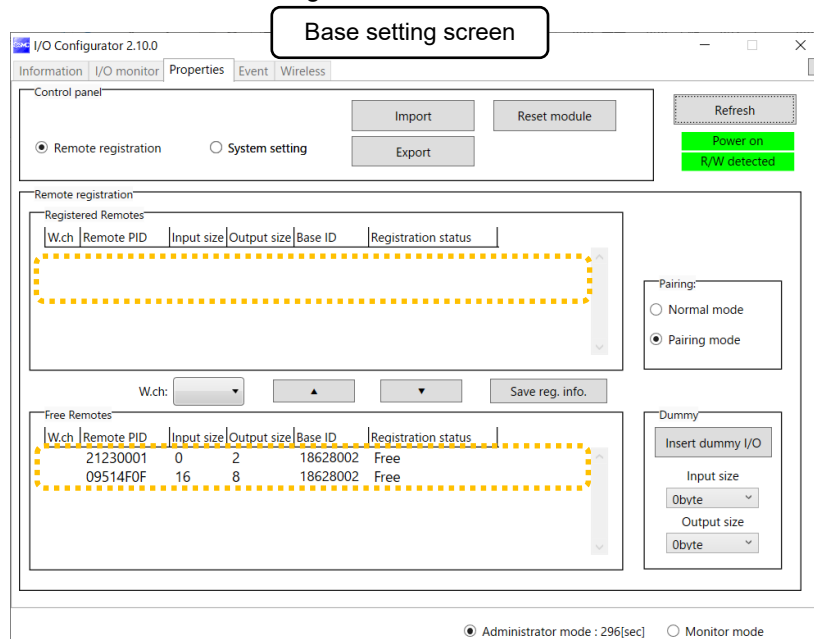 Base setting screen
I/O Configurator 2.10.0
Information I/O monitor Properties Event Wireless
Control panel
Import Reset module Refresh
Remote registration System setting Export
Power on
R/W detected
Remote registration
Registered Remotes
W.ch Remote PID Input size Output size Base ID Registration status
Pairing:
Normal mode
Pairing mode
W.ch: ▲ ▼ Save reg. info.
Free Remotes
W.ch Remote PID Input size Output size Base ID Registration status
21230001 0 2 18628002 Free
09514F0F 16 8 18628002 Free
Dummy
Insert dummy I/O
Input size
0byte
Output size
0byte
Administrator mode : 296[sec] Monitor mode